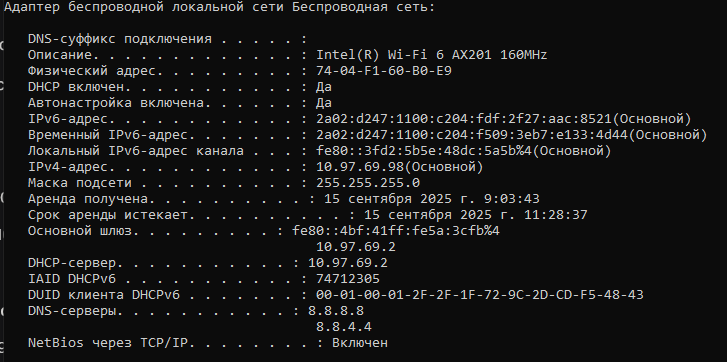 Адаптер беспроводной локальной сети Беспроводная сеть:
DNS-суффикс подключения . . . . . :
Описание. . . . . . . . . . . . . : Intel(R) Wi-Fi 6 AX201 160MHz
Физический адрес. . . . . . . . . : 74-04-F1-60-B0-E9
DHCP включен. . . . . . . . . . . : Да
Автонастройка включена. . . . . . : Да
IPv6-адрес. . . . . . . . . . . . : 2a02:d247:1100:c204:fdf:2f27:aac:8521(Основной)
Временный IPv6-адрес. . . . . . . : 2a02:d247:1100:c204:f509:3eb7:e133:4d44(Основной)
Локальный IPv6-адрес канала . . . : fe80::3fd2:5b5e:48dc:5a5b%4(Основной)
IPv4-адрес. . . . . . . . . . . . : 10.97.69.98(Основной)
Маска подсети . . . . . . . . . . : 255.255.255.0
Аренда получена. . . . . . . . . . : 15 сентября 2025 г. 9:03:43
Срок аренды истекает. . . . . . . . . . : 15 сентября 2025 г. 11:28:37
Основной шлюз. . . . . . . . . : fe80::4bf:41ff:fe5a:3cfb%4
10.97.69.2
DHCP-сервер. . . . . . . . . . . : 10.97.69.2
IAID DHCPv6 . . . . . . . . . . . : 74712305
DUID клиента DHCPv6 . . . . . . . : 00-01-00-01-2F-2F-1F-72-9C-2D-CD-F5-48-43
DNS-серверы. . . . . . . . . . . : 8.8.8.8
8.8.4.4
NetBios через TCP/IP. . . . . . . . : Включен